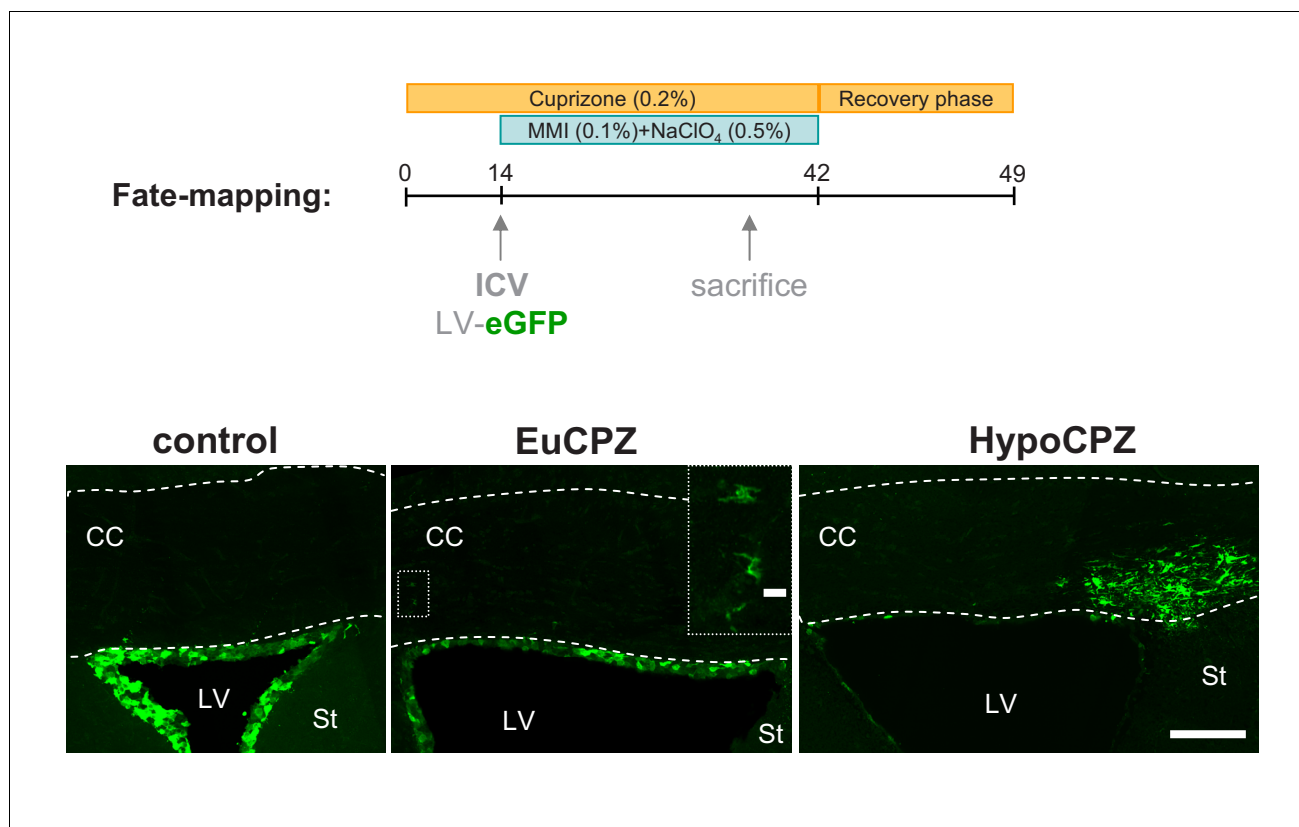 Cuprizone (0.2%) Recovery phase
MMI (0.1%)+NaClO₄ (0.5%)
0 14 42 49
Fate-mapping:
ICV sacrifice
LV-eGFP
control EuCPZ HypoCPZ
CC CC CC
LV St LV St LV St